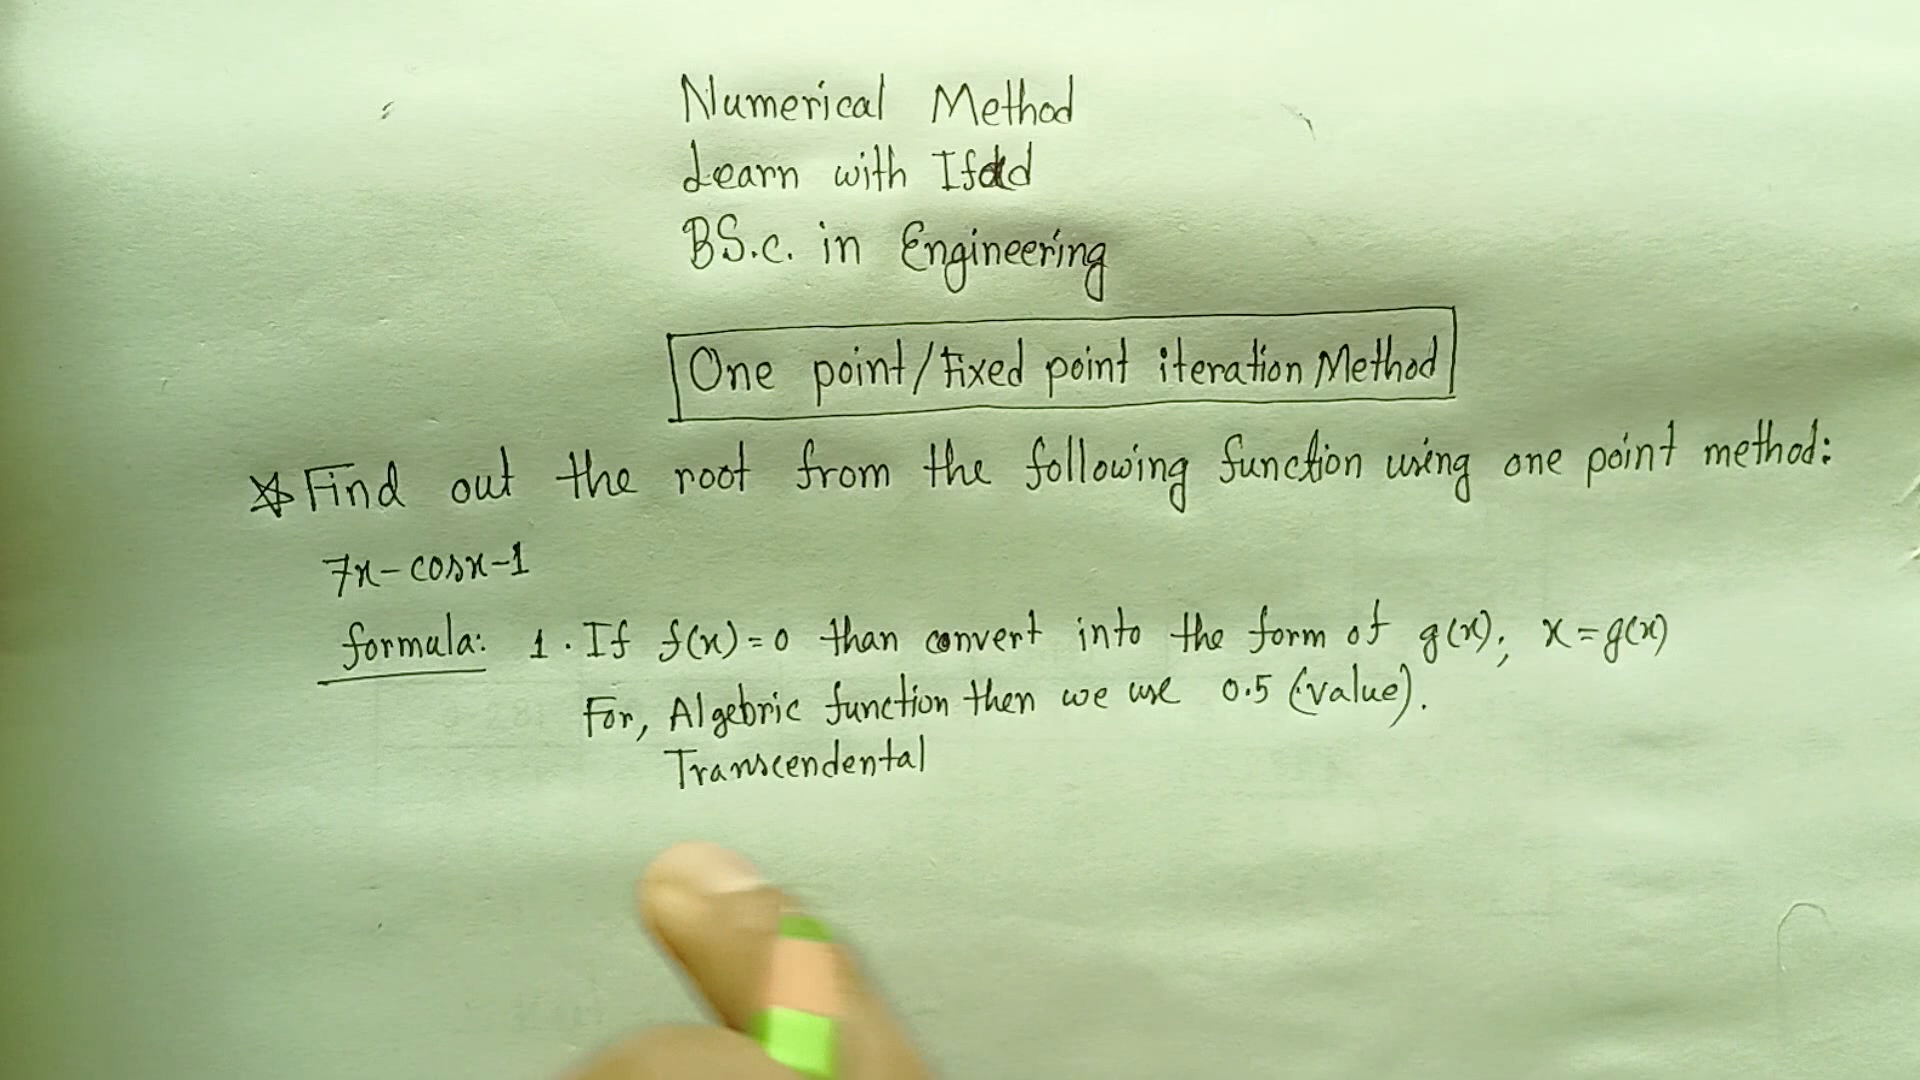 Numerical Method
Learn with Ifad
BS.c. in Engineering
One point/Fixed point iteration Method
* Find out the root from the following function using one point method:
7x-cosx-1
formula: 1. If f(x)=0 than convert into the form of g(x); x=g(x)
For, Algebric function then we use 0.5 (value).
Transcendental